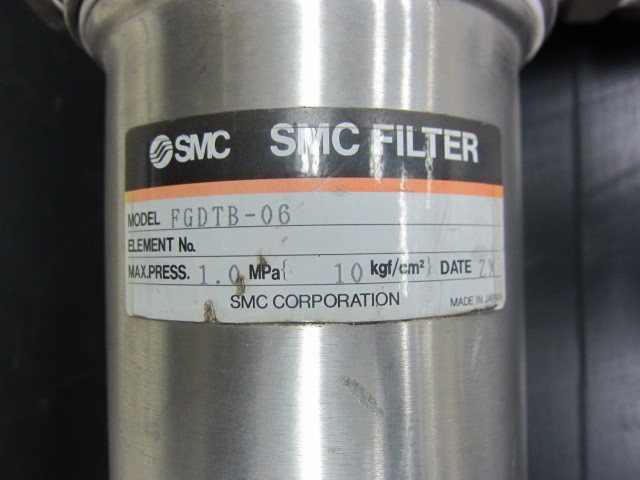 SMC SMC FILTER
MODEL FGDTB-06
ELEMENT No.
MAX.PRESS. 1.0 MPa{ 10 kgf/cm²} DATE ZX
SMC CORPORATION MADE IN JAPAN